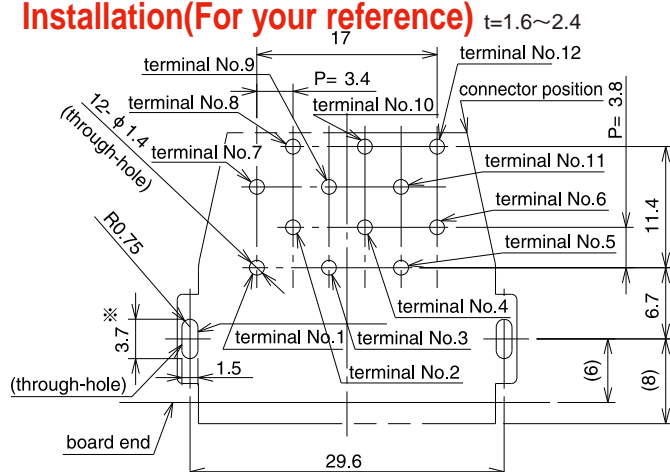 Installation(For your reference) t=1.6～2.4
17
terminal No.9
terminal No.12
P= 3.4
connector position
terminal No.8
terminal No.10
P= 3.8
12- ϕ 1.4
(through-hole)
terminal No.7
terminal No.11
terminal No.6
11.4
R0.75
terminal No.5
※
3.7
terminal No.4
6.7
terminal No.1
terminal No.3
(through-hole)
1.5
terminal No.2
(6)
(8)
board end
29.6